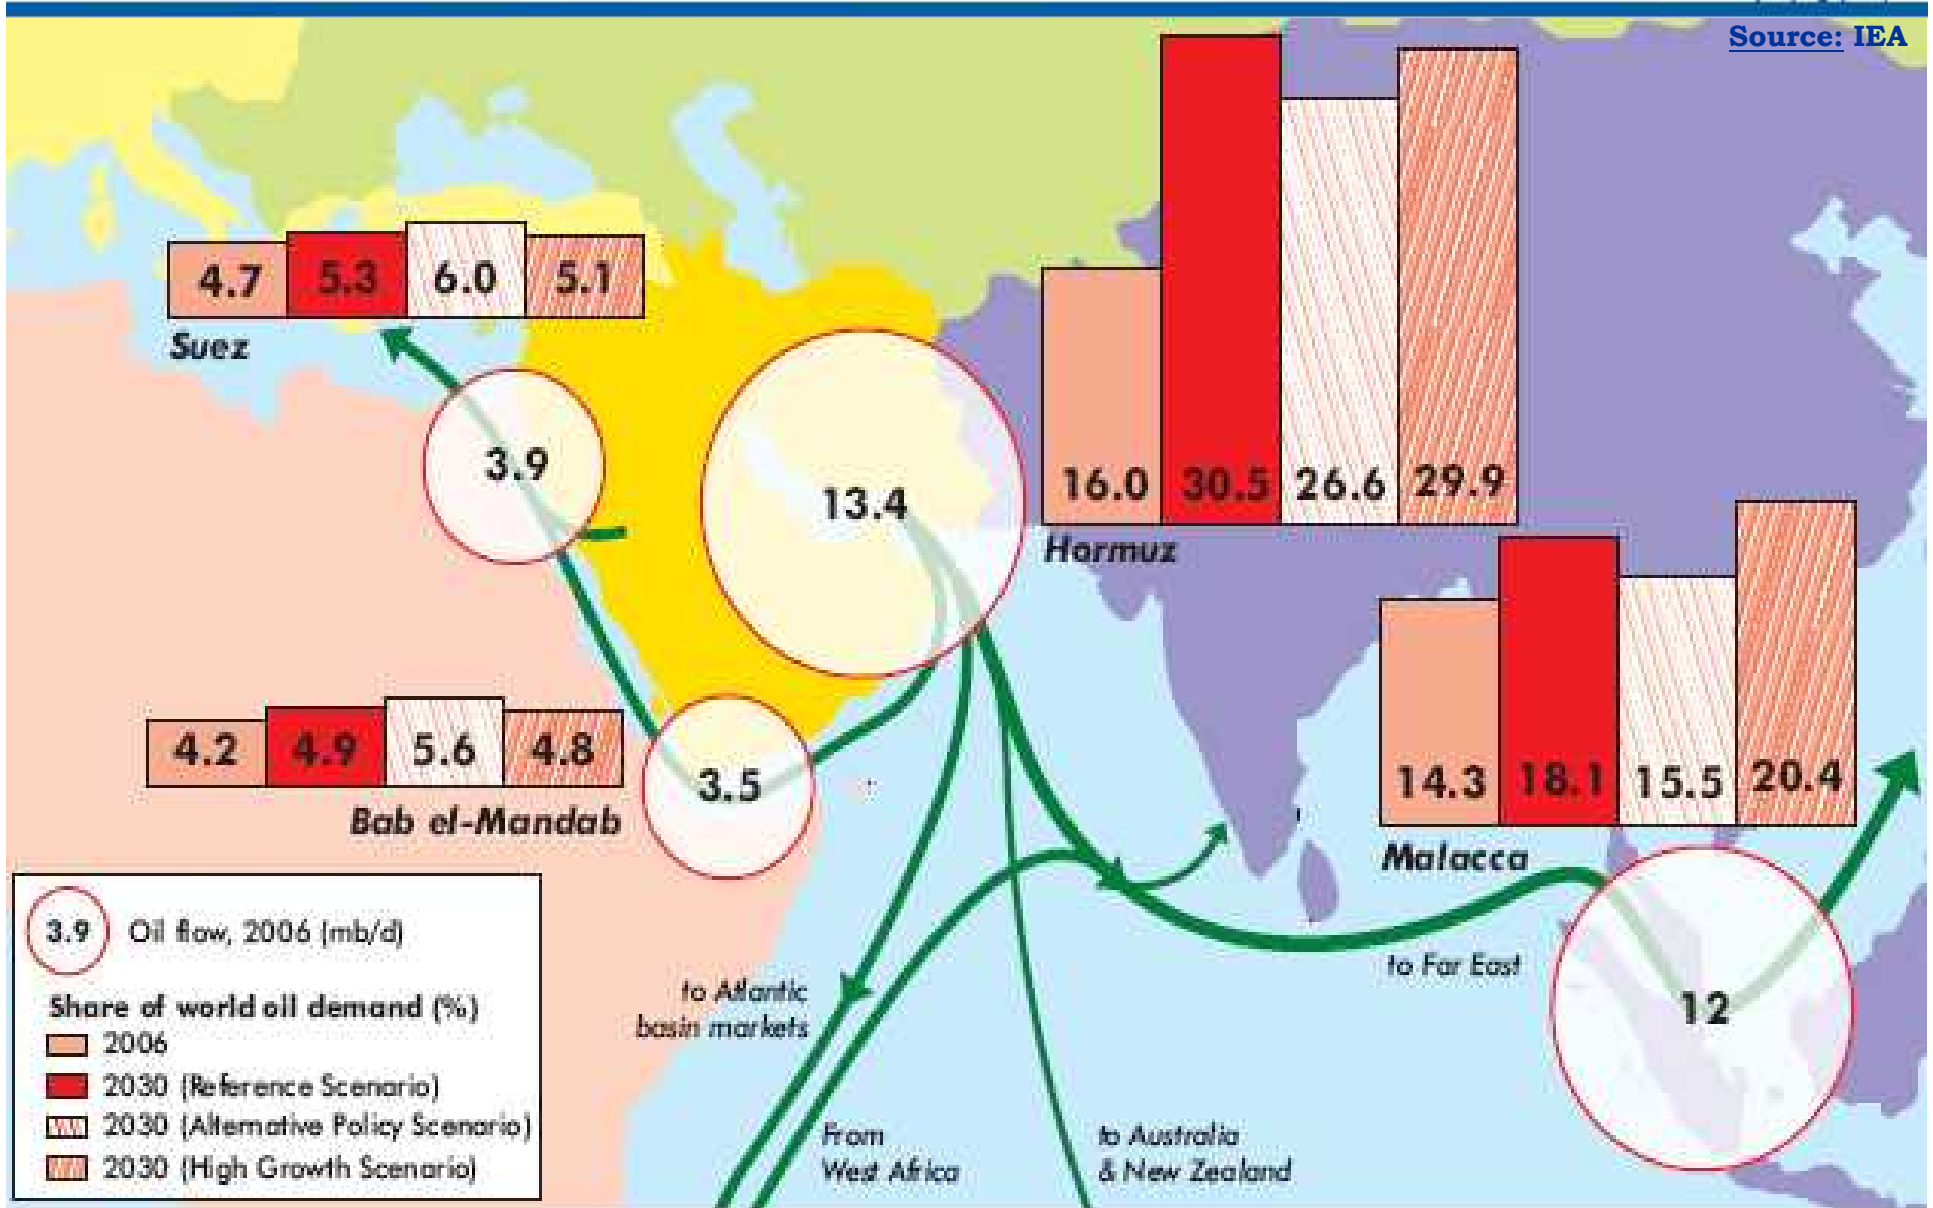 Source: IEA
4.7 5.3 6.0 5.1
Suez
3.9
13.4
16.0 30.5 26.6 29.9
Hormuz
4.2 4.9 5.6 4.8
Bab el-Mandab
3.5
14.3 18.1 15.5 20.4
Malacca
12
to Far East
to Atlantic
basin markets
From
West Africa
to Australia
& New Zealand
3.9 Oil flow, 2006 (mb/d)
Share of world oil demand (%)
2006
2030 (Reference Scenario)
2030 (Alternative Policy Scenario)
2030 (High Growth Scenario)